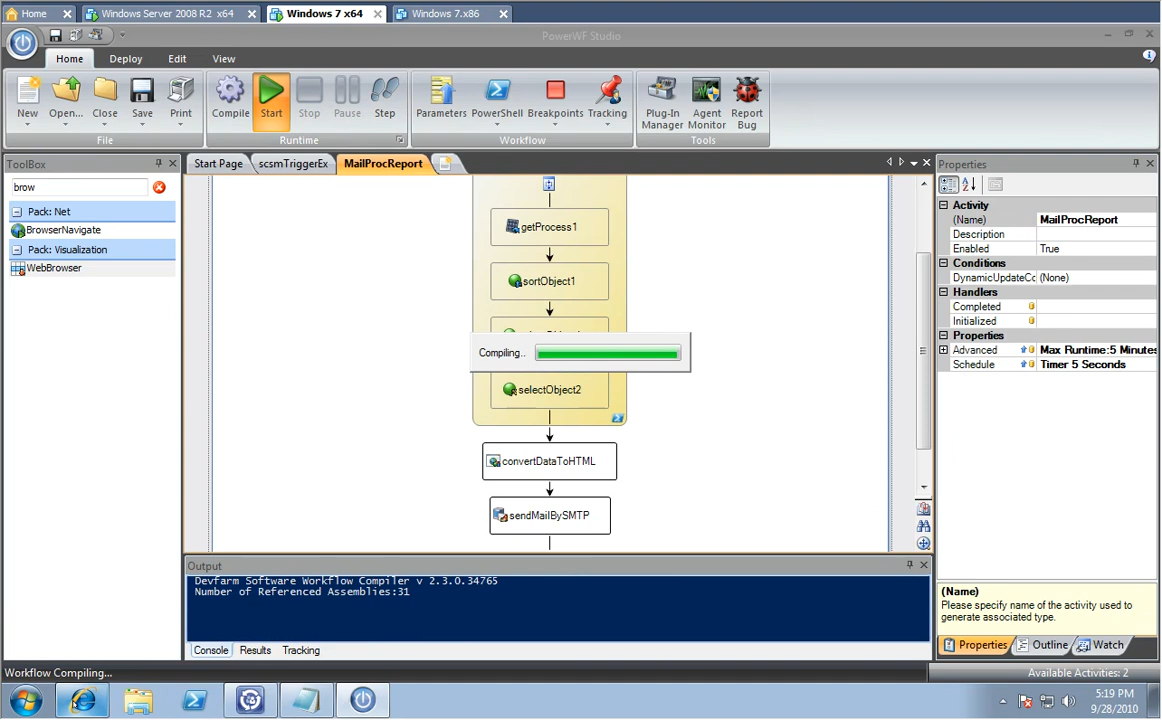 Home
Windows Server 2008 R2 x64
Windows 7 x64
Windows 7.x86
PowerWF Studio
Home
Deploy
Edit
View
New
Open...
Close
Save
Print
File
Compile
Start
Stop
Pause
Step
Runtime
Parameters
PowerShell
Breakpoints
Tracking
Workflow
Plug-In Manager
Agent Monitor
Report Bug
Tools
ToolBox
brow
Pack: Net
BrowserNavigate
Pack: Visualization
WebBrowser
Start Page
scsmTriggerEx
MailProcReport
getProcess1
sortObject1
Compiling..
selectObject2
convertDataToHTML
sendMailBySMTP
Output
Devfarm Software Workflow Compiler v 2.3.0.34765
Number of Referenced Assemblies:31
Console
Results
Tracking
Properties
Activity
(Name) MailProcReport
Description
Enabled True
Conditions
DynamicUpdateCc (None)
Handlers
Completed
Initialized
Properties
Advanced Max Runtime:5 Minutes
Schedule Timer 5 Seconds
(Name)
Please specify name of the activity used to
generate associated type.
Properties
Outline
Watch
Workflow Compiling...
Available Activities: 2
5:19 PM
9/28/2010